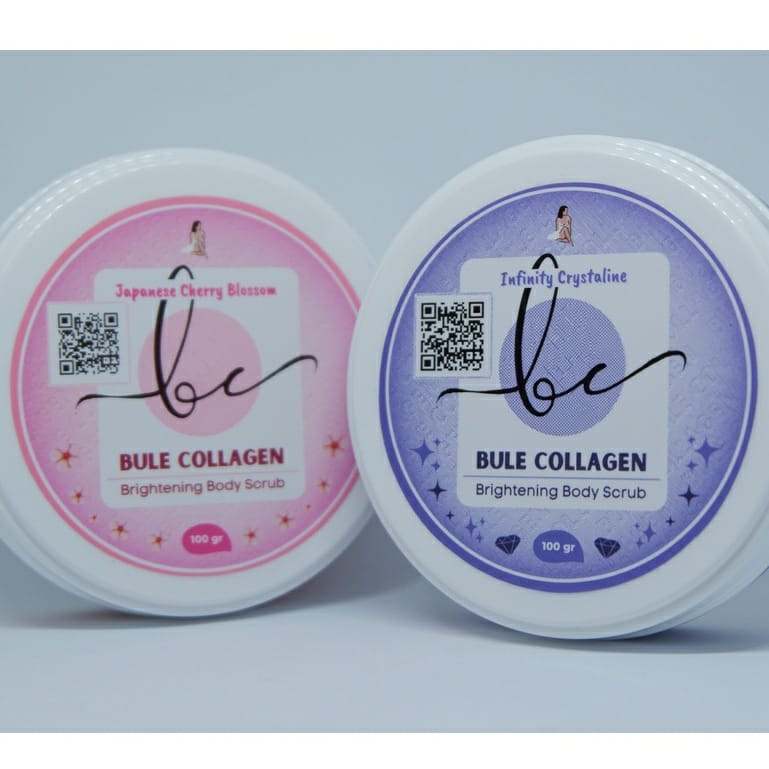 Japanese Cherry Blossom
bc
BULE COLLAGEN
Brightening Body Scrub
100 gr
Infinity Crystaline
bc
BULE COLLAGEN
Brightening Body Scrub
100 gr